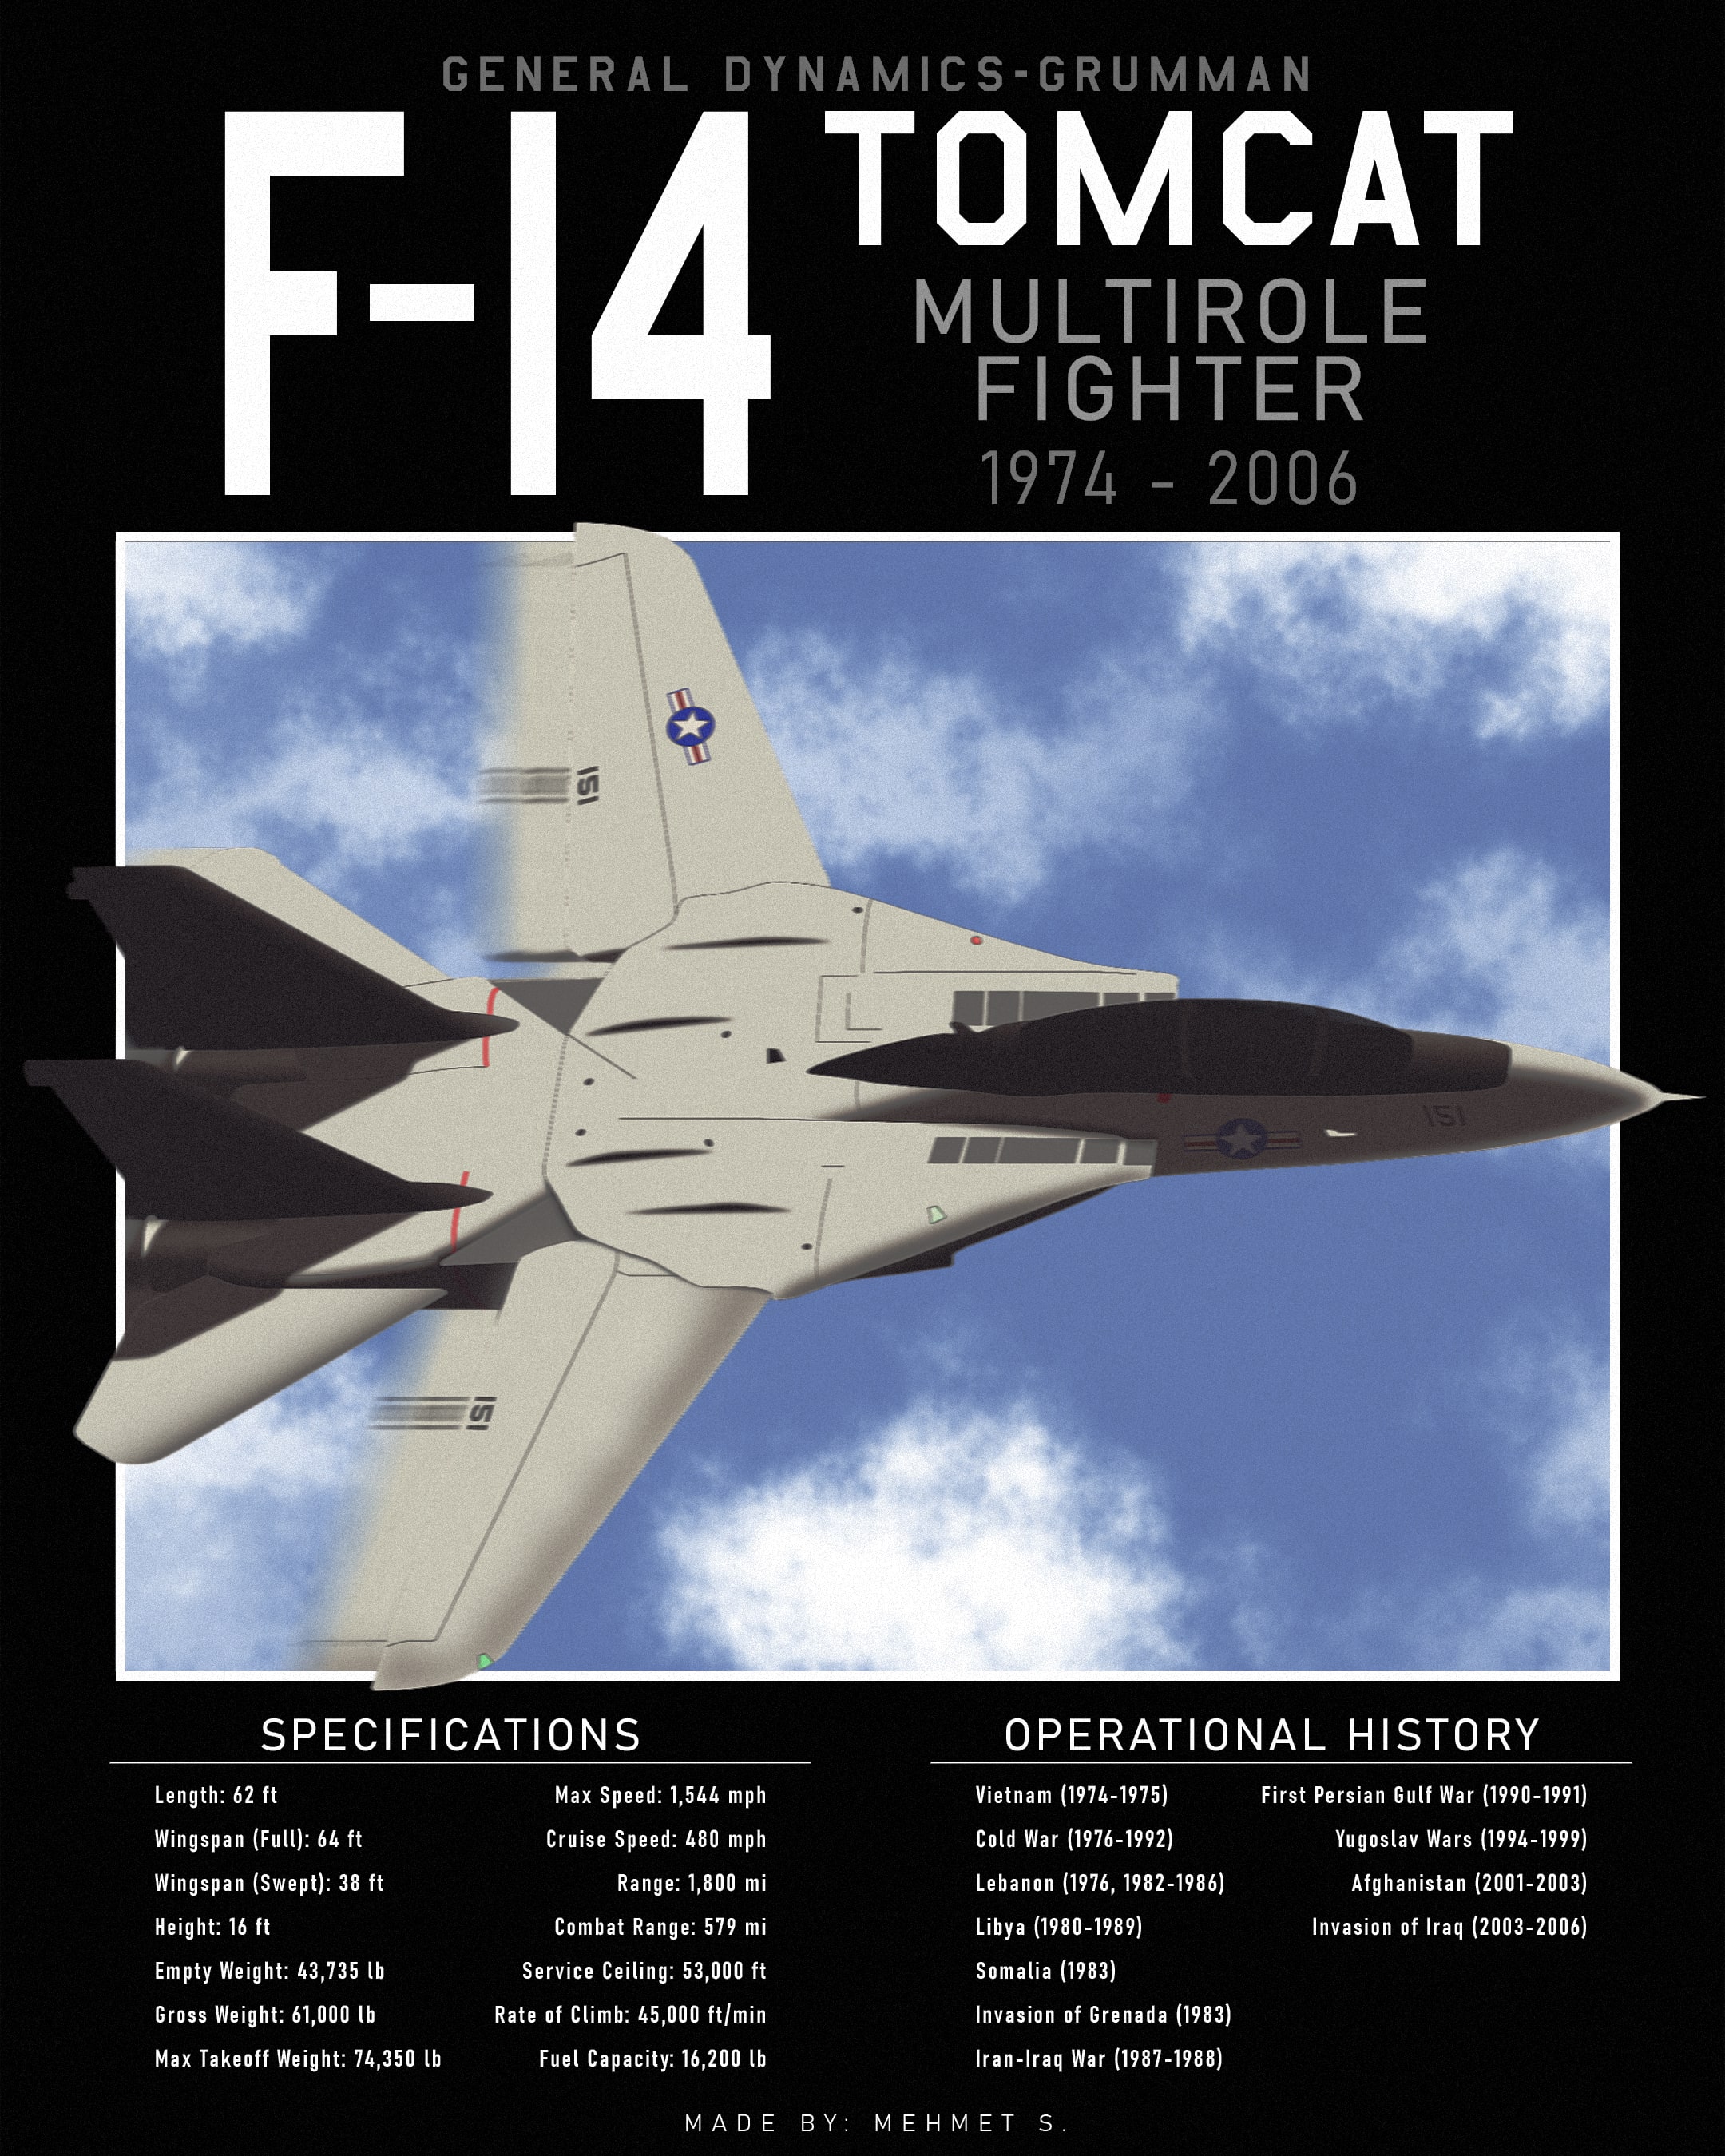 GENERAL DYNAMICS-GRUMMAN
F-14
TOMCAT
MULTIROLE
FIGHTER
1974 - 2006
151
151
151
SPECIFICATIONS
Length: 62 ft
Wingspan (Full): 64 ft
Wingspan (Swept): 38 ft
Height: 16 ft
Empty Weight: 43,735 lb
Gross Weight: 61,000 lb
Max Takeoff Weight: 74,350 lb
Max Speed: 1,544 mph
Cruise Speed: 480 mph
Range: 1,800 mi
Combat Range: 579 mi
Service Ceiling: 53,000 ft
Rate of Climb: 45,000 ft/min
Fuel Capacity: 16,200 lb
OPERATIONAL HISTORY
Vietnam (1974-1975)
Cold War (1976-1992)
Lebanon (1976, 1982-1986)
Libya (1980-1989)
Somalia (1983)
Invasion of Grenada (1983)
Iran-Iraq War (1987-1988)
First Persian Gulf War (1990-1991)
Yugoslav Wars (1994-1999)
Afghanistan (2001-2003)
Invasion of Iraq (2003-2006)
MADE BY: MEHMET S.